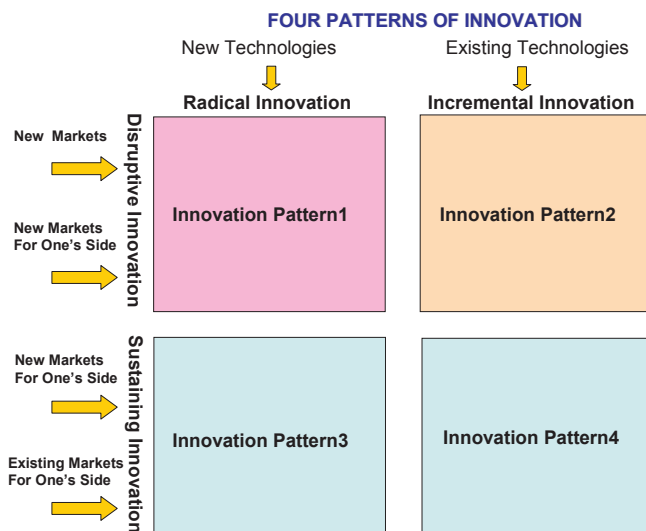 FOUR PATTERNS OF INNOVATION
New Technologies
Existing Technologies
Radical Innovation
Incremental Innovation
Disruptive Innovation
New Markets
New Markets
For One's Side
Innovation Pattern1
Innovation Pattern2
Sustaining Innovation
New Markets
For One's Side
Existing Markets
For One's Side
Innovation Pattern3
Innovation Pattern4